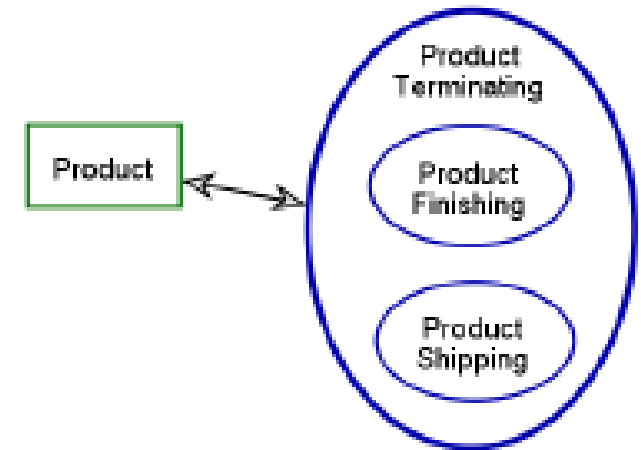 Product
Terminating
Product
Product
Finishing
Product
Shipping